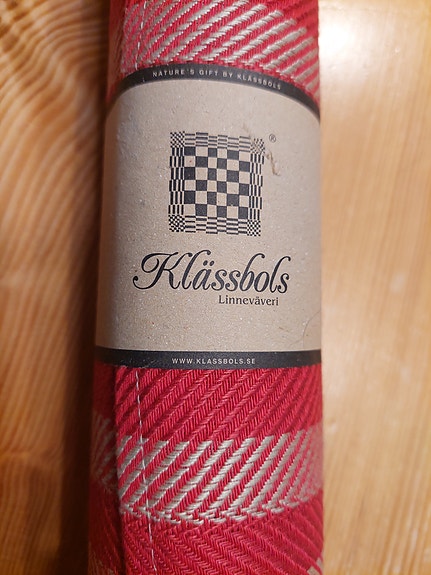 NATURE'S GIFT BY KLÄSSBOLS
®
Klässbols
Linneväveri
WWW.KLASSBOLS.SE